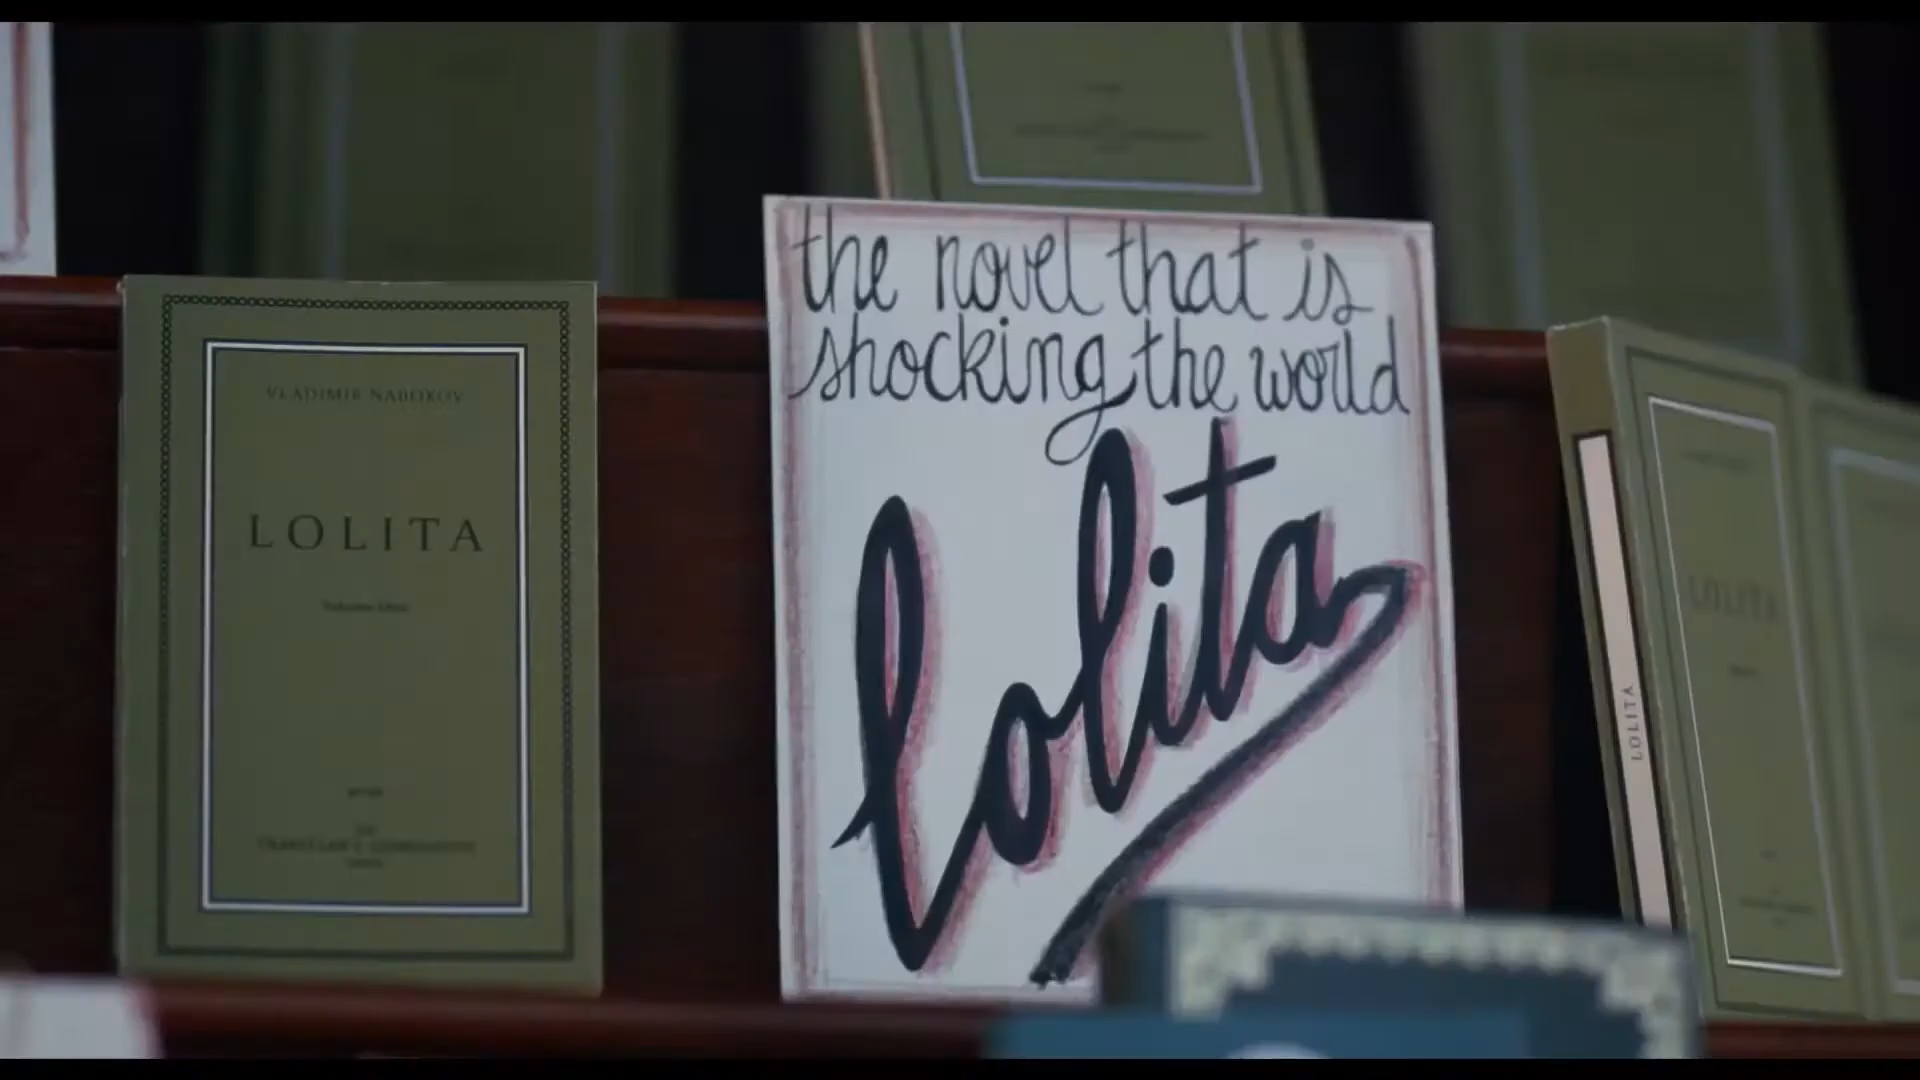 VLADIMIR NABOKOV
LOLITA
the novel that is
shocking the world
lolita
LOLITA
LOLITA